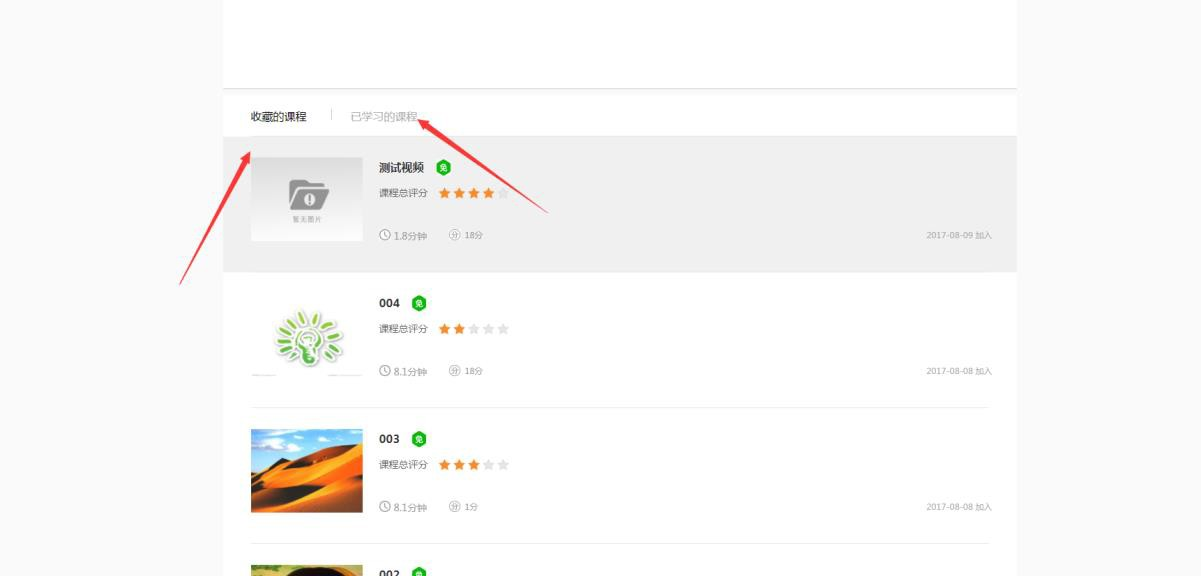 收藏的课程 已学习的课程
测试视频 免
课程总评分
暂无图片
1.8分钟 分 18分 2017-08-09 加入
004 免
课程总评分
8.1分钟 分 18分 2017-08-08 加入
003 免
课程总评分
8.1分钟 分 1分 2017-08-08 加入
002